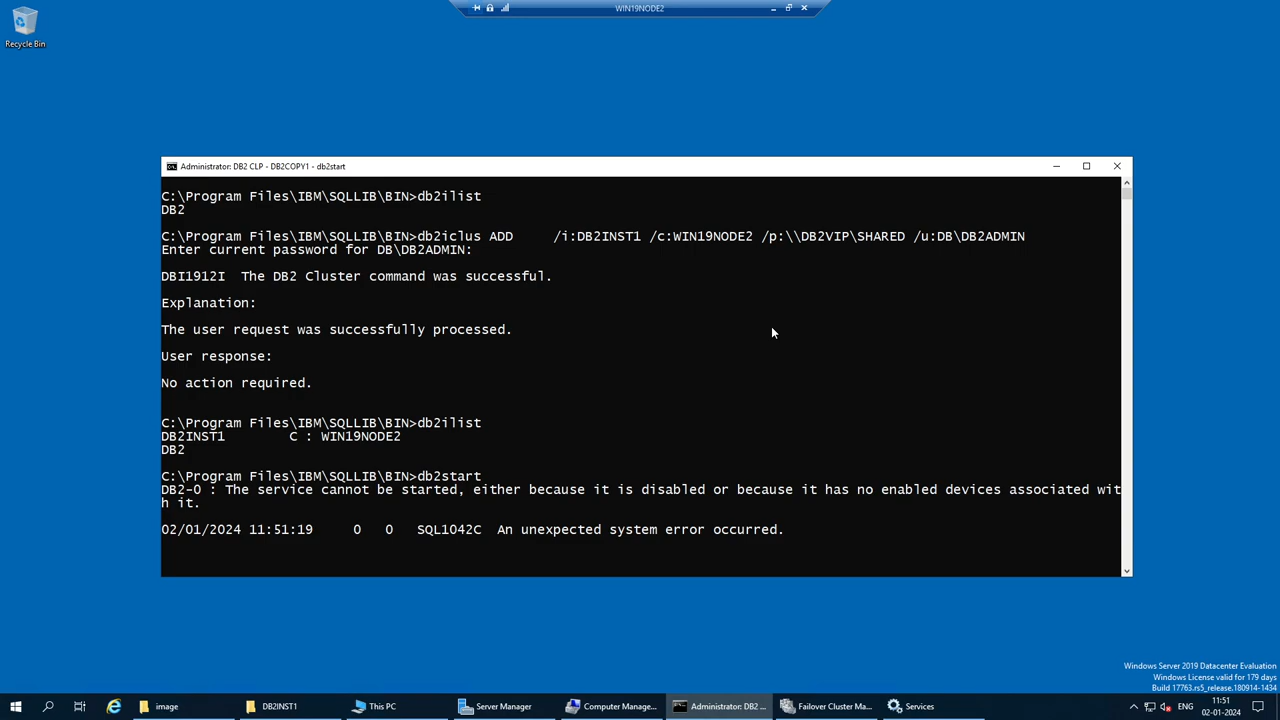 WIN19NODE2
Recycle Bin
Administrator: DB2 CLP - DB2COPY1 - db2start
C:\Program Files\IBM\SQLLIB\BIN>db2ilist
DB2
C:\Program Files\IBM\SQLLIB\BIN>db2iclus ADD     /i:DB2INST1 /c:WIN19NODE2 /p:\\DB2VIP\SHARED /u:DB\DB2ADMIN
Enter current password for DB\DB2ADMIN:
DBI1912I  The DB2 Cluster command was successful.
Explanation:
The user request was successfully processed.
User response:
No action required.
C:\Program Files\IBM\SQLLIB\BIN>db2ilist
DB2INST1        C : WIN19NODE2
DB2
C:\Program Files\IBM\SQLLIB\BIN>db2start
DB2-0 : The service cannot be started, either because it is disabled or because it has no enabled devices associated wit
h it.
02/01/2024 11:51:19     0   0   SQL1042C  An unexpected system error occurred.
Windows Server 2019 Datacenter Evaluation
Windows License valid for 179 days
Build 17763.rs5_release.180914-1434
image
DB2INST1
This PC
Server Manager
Computer Manage...
Administrator: DB2 ...
Failover Cluster Ma...
Services
ENG
11:51
02-01-2024